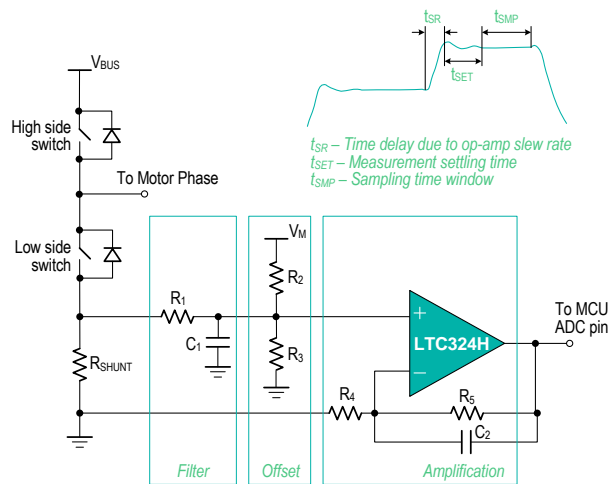 tSR
tSMP
tSET
VBUS
High side
switch
tSR – Time delay due to op-amp slew rate
tSET – Measurement settling time
tSMP – Sampling time window
To Motor Phase
Low side
switch
VM
R1
R2
To MCU
ADC pin
+
LTC324H
C1
R3
−
RSHUNT
R4
R5
C2
Filter
Offset
Amplification